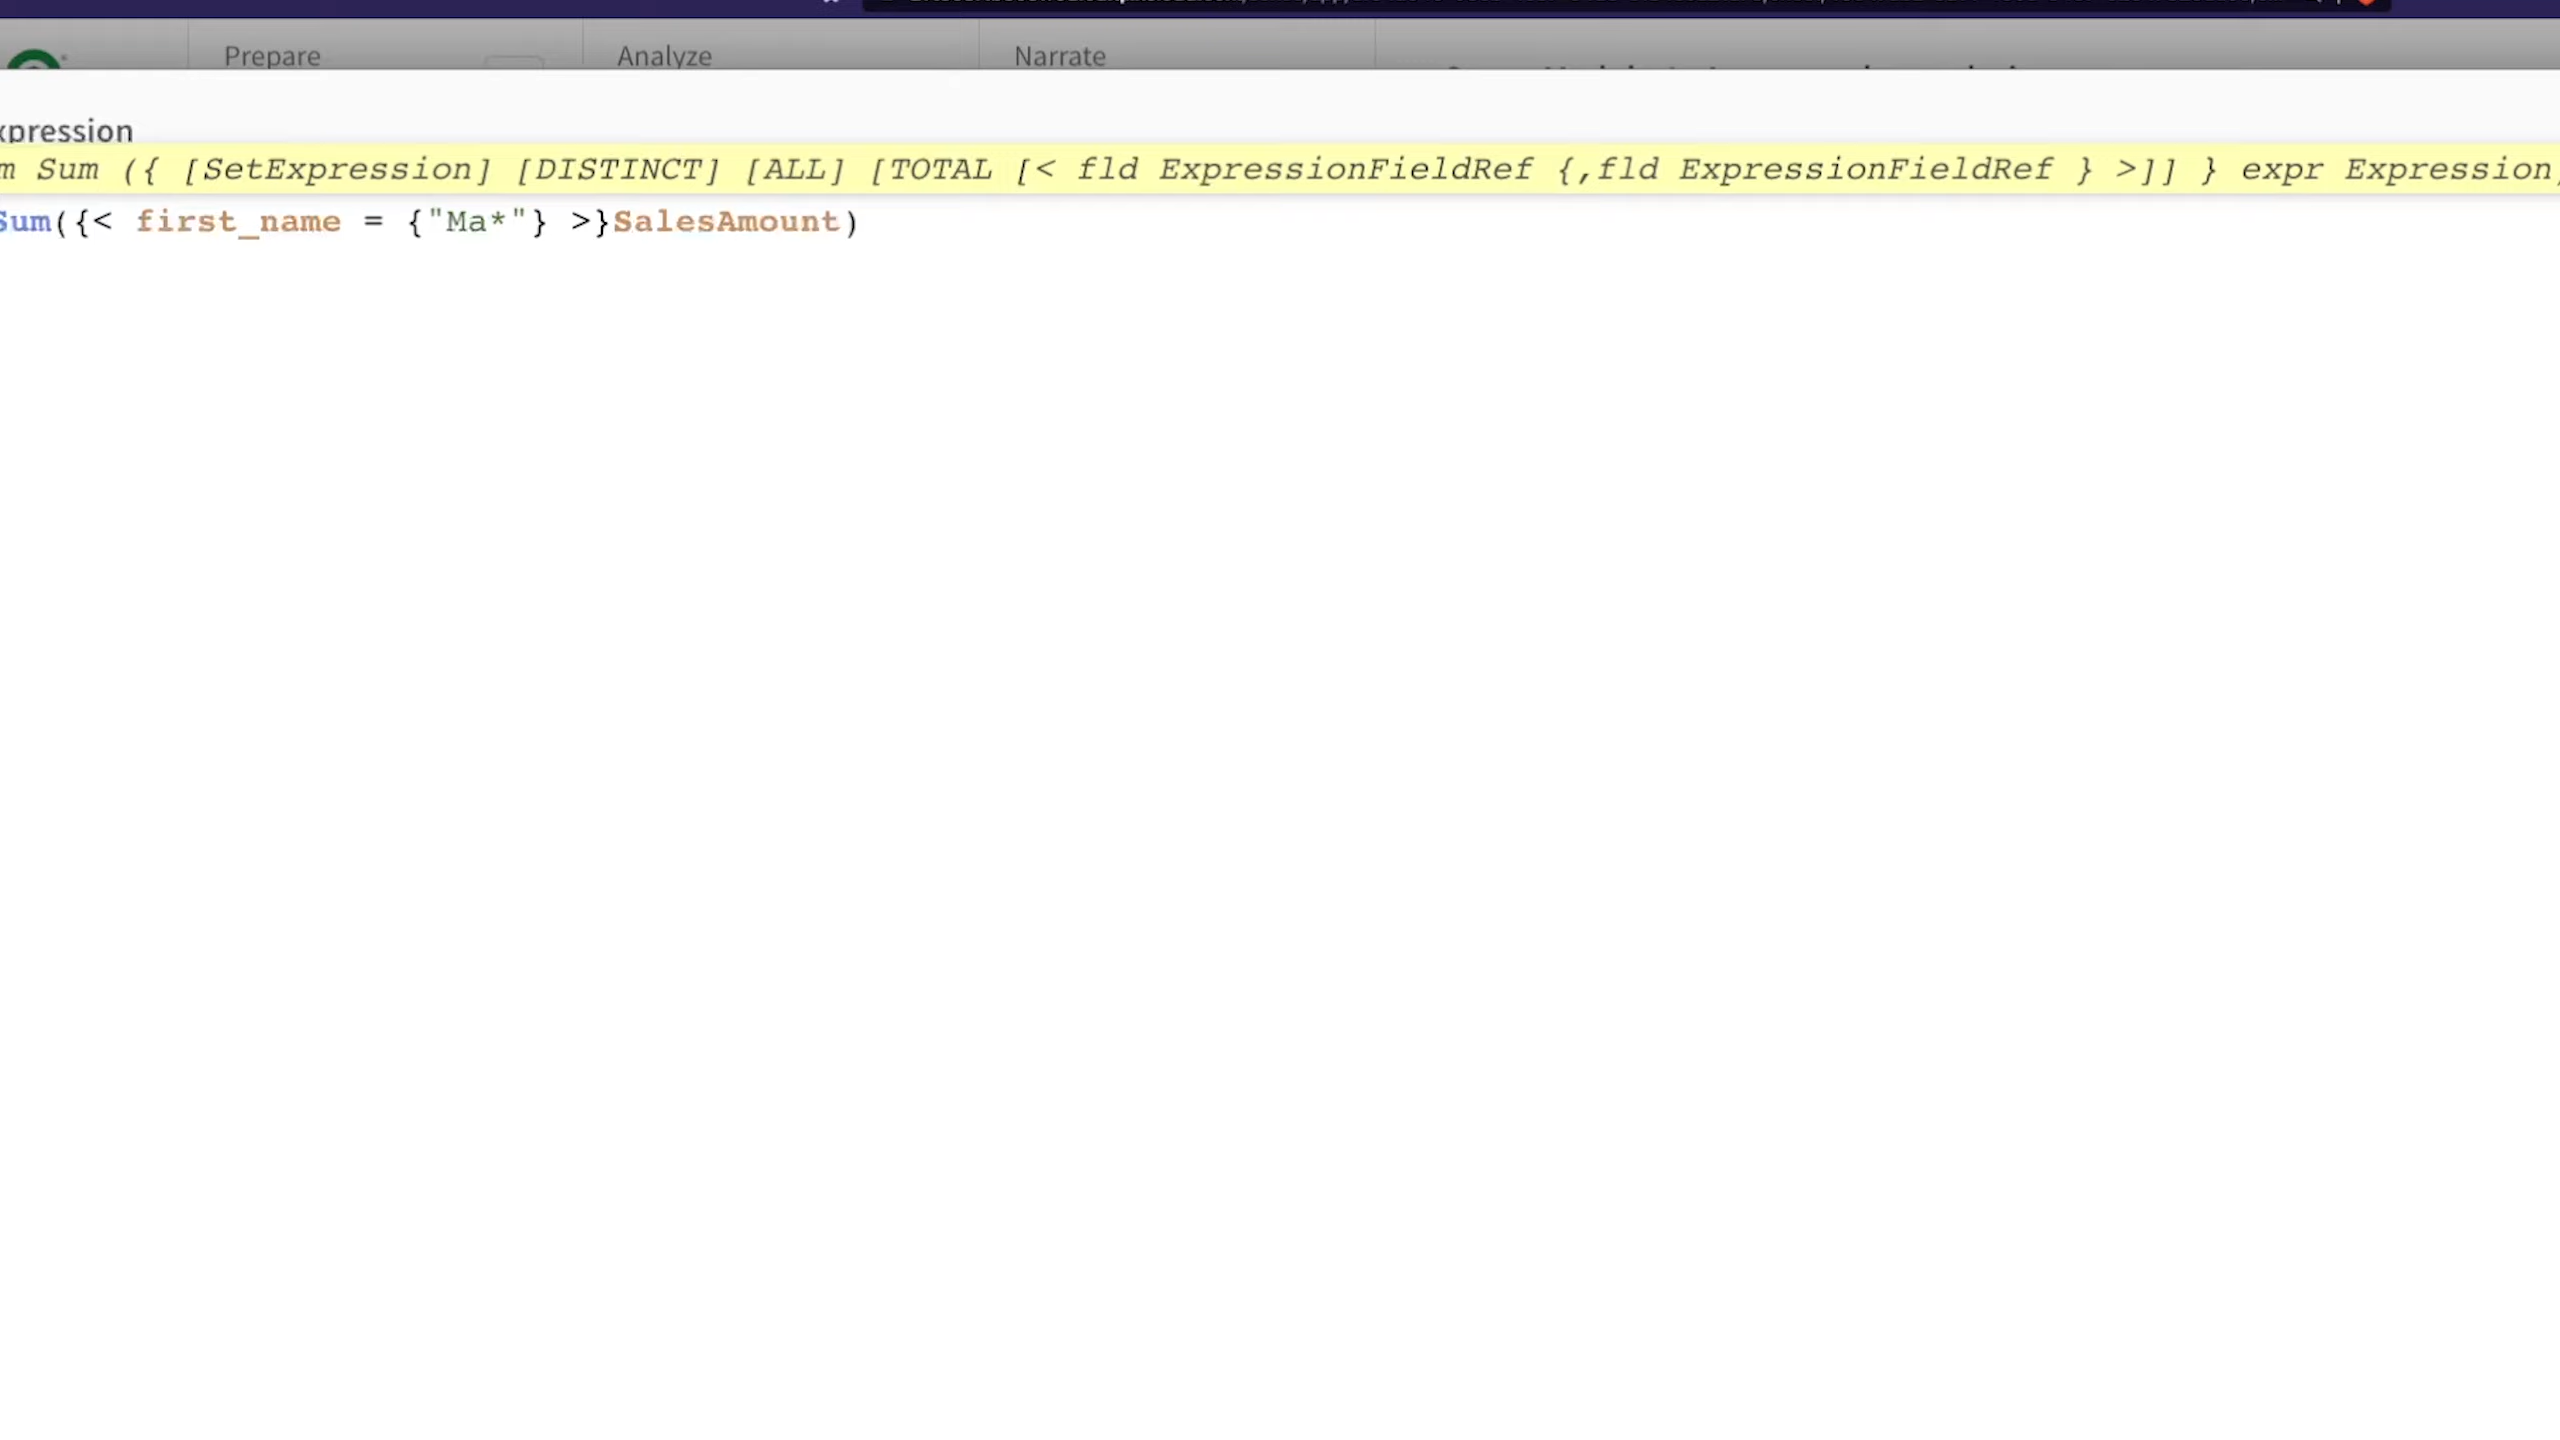 Prepare Analyze Narrate
xpression
m Sum ({ [SetExpression] [DISTINCT] [ALL] [TOTAL [< fld ExpressionFieldRef {,fld ExpressionFieldRef } >]] } expr Expression
Sum({< first_name = {"Ma*"} >}SalesAmount)